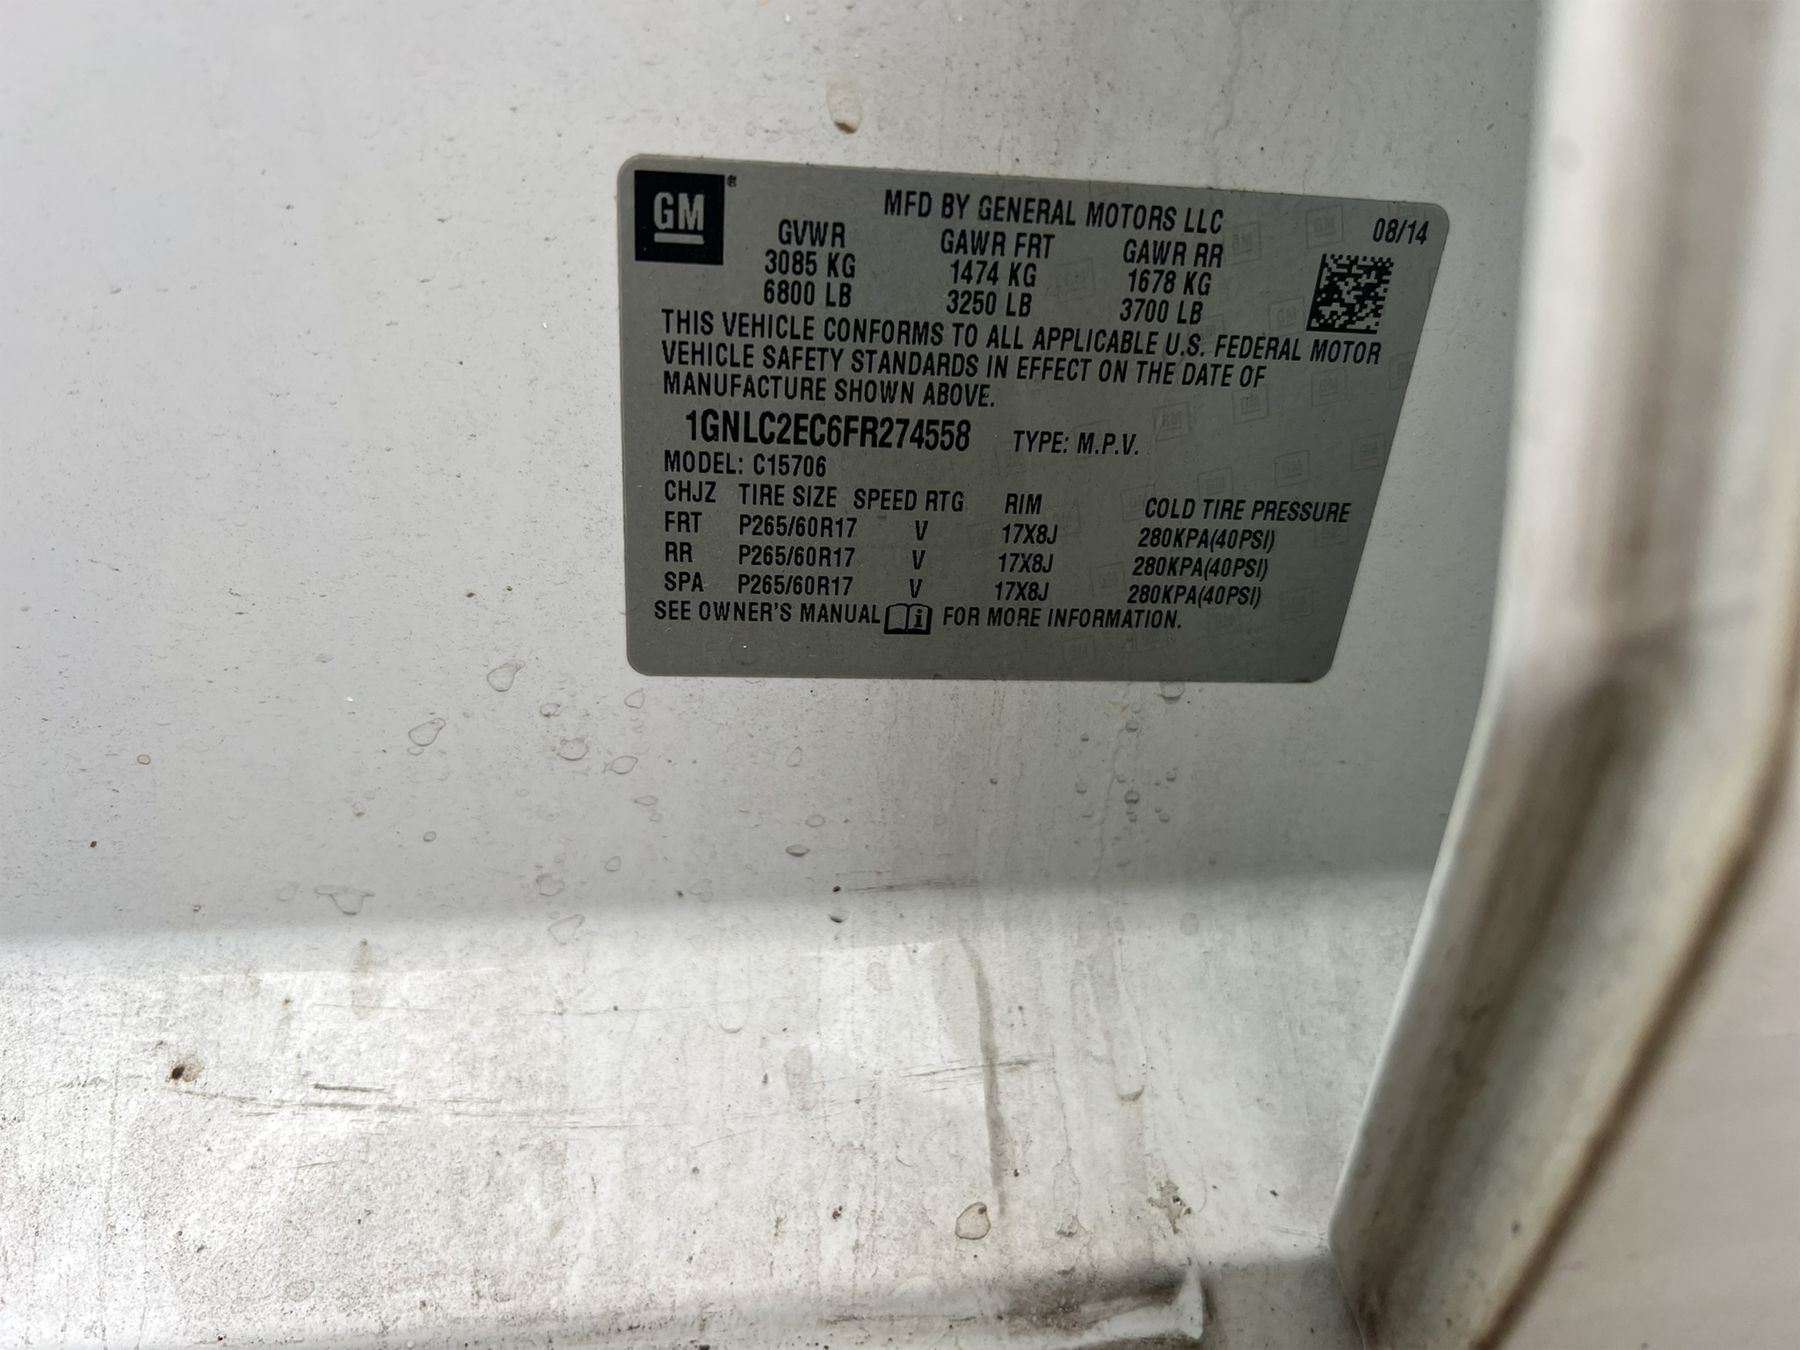 GM®
MFD BY GENERAL MOTORS LLC 08/14
GVWR GAWR FRT GAWR RR
3085 KG 1474 KG 1678 KG
6800 LB 3250 LB 3700 LB
THIS VEHICLE CONFORMS TO ALL APPLICABLE U.S. FEDERAL MOTOR
VEHICLE SAFETY STANDARDS IN EFFECT ON THE DATE OF
MANUFACTURE SHOWN ABOVE.
1GNLC2EC6FR274558 TYPE: M.P.V.
MODEL: C15706
CHJZ TIRE SIZE SPEED RTG RIM COLD TIRE PRESSURE
FRT P265/60R17 V 17X8J 280KPA(40PSI)
RR P265/60R17 V 17X8J 280KPA(40PSI)
SPA P265/60R17 V 17X8J 280KPA(40PSI)
SEE OWNER'S MANUAL i FOR MORE INFORMATION.